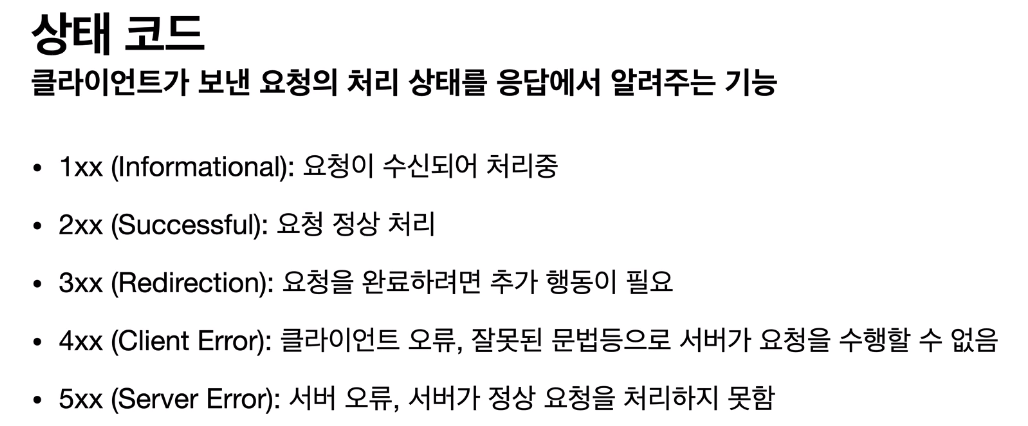 상태 코드
클라이언트가 보낸 요청의 처리 상태를 응답에서 알려주는 기능
• 1xx (Informational): 요청이 수신되어 처리중
• 2xx (Successful): 요청 정상 처리
• 3xx (Redirection): 요청을 완료하려면 추가 행동이 필요
• 4xx (Client Error): 클라이언트 오류, 잘못된 문법등으로 서버가 요청을 수행할 수 없음
• 5xx (Server Error): 서버 오류, 서버가 정상 요청을 처리하지 못함